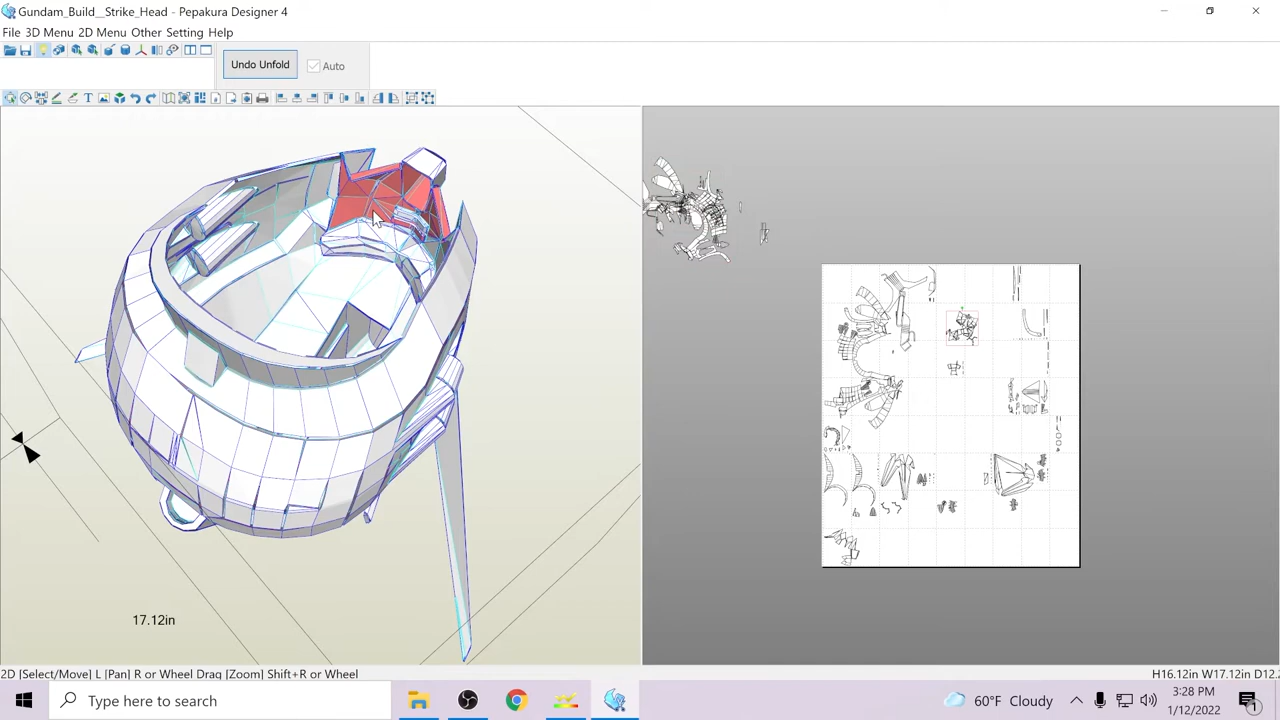 Gundam_Build__Strike_Head - Pepakura Designer 4
File 3D Menu 2D Menu Other Setting Help
Undo Unfold
Auto
17.12in
2D [Select/Move] L [Pan] R or Wheel Drag [Zoom] Shift+R or Wheel
H16.12in W17.12in D12.
Type here to search
60°F Cloudy
3:28 PM
1/12/2022
1